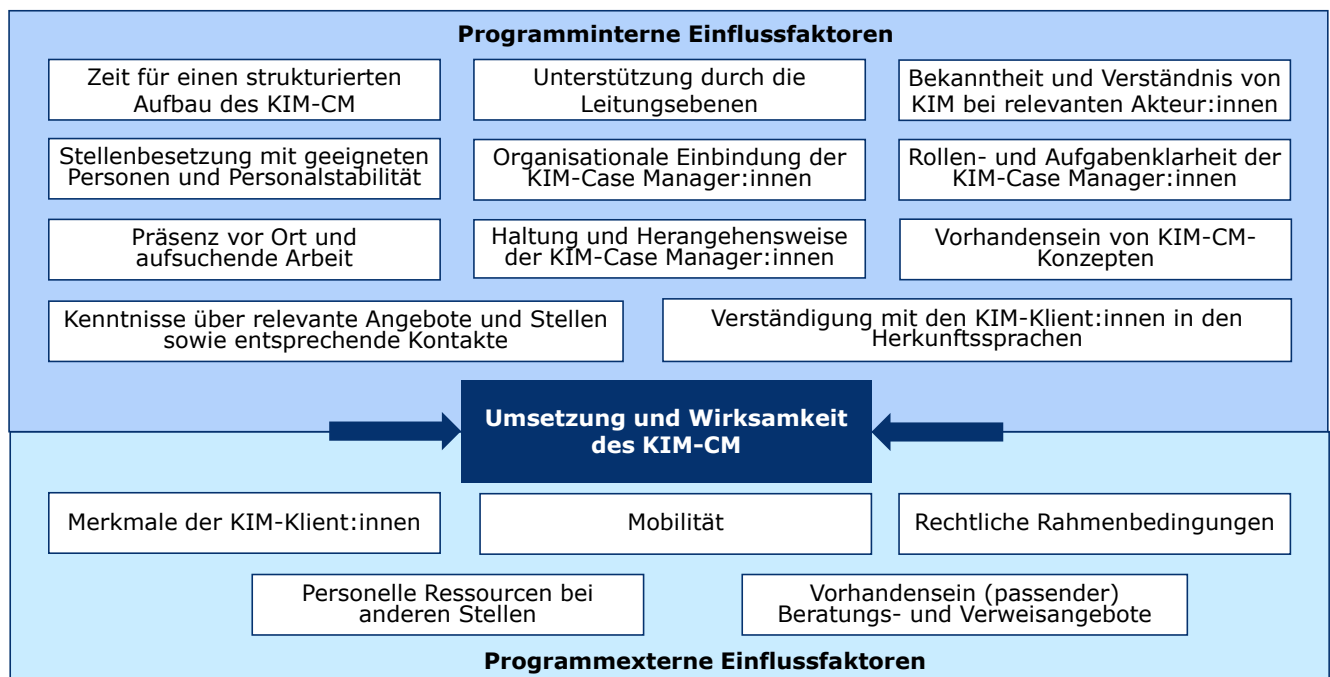 Programminterne Einflussfaktoren
Zeit für einen strukturierten
Aufbau des KIM-CM
Unterstützung durch die
Leitungsebenen
Bekanntheit und Verständnis von
KIM bei relevanten Akteur:innen
Stellenbesetzung mit geeigneten
Personen und Personalstabilität
Organisationale Einbindung der
KIM-Case Manager:innen
Rollen- und Aufgabenklarheit der
KIM-Case Manager:innen
Präsenz vor Ort und
aufsuchende Arbeit
Haltung und Herangehensweise
der KIM-Case Manager:innen
Vorhandensein von KIM-CM-
Konzepten
Kenntnisse über relevante Angebote und Stellen
sowie entsprechende Kontakte
Verständigung mit den KIM-Klient:innen in den
Herkunftssprachen
Umsetzung und Wirksamkeit
des KIM-CM
Merkmale der KIM-Klient:innen
Mobilität
Rechtliche Rahmenbedingungen
Personelle Ressourcen bei
anderen Stellen
Vorhandensein (passender)
Beratungs- und Verweisangebote
Programmexterne Einflussfaktoren